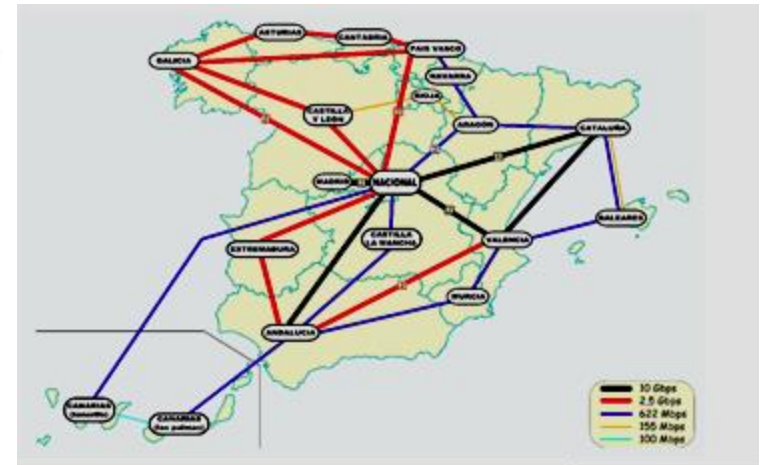 ASTURIAS
CANTABRIA
PAIS VASCO
GALICIA
NAVARRA
RIOJA
CASTILLA
Y LEON
ARAGÓN
CATALUÑA
MADRID
NACIONAL
BALEARES
CASTILLA
LA MANCHA
VALENCIA
EXTREMADURA
MURCIA
ANDALUCIA
CANARIAS
(tenerife)
CANARIAS
(las palmas)
10 Gbps
2,5 Gbps
622 Mbps
155 Mbps
100 Mbps